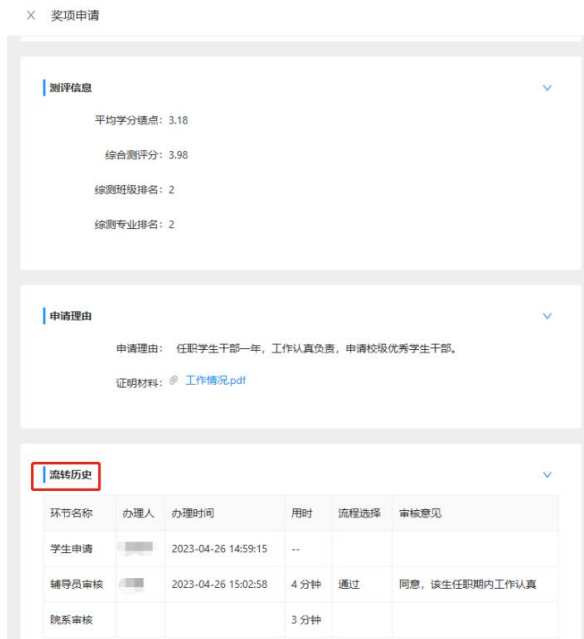 X 奖项申请
测评信息
平均学分绩点：3.18
综合测评分：3.98
综测班级排名：2
综测专业排名：2
申请理由
申请理由： 任职学生干部一年，工作认真负责，申请校级优秀学生干部。
证明材料： 工作情况.pdf
流转历史
环节名称 办理人 办理时间 用时 流程选择 审核意见
学生申请 2023-04-26 14:59:15 --
辅导员审核 2023-04-26 15:02:58 4 分钟 通过 同意，该生任职期内工作认真
院系审核 3 分钟